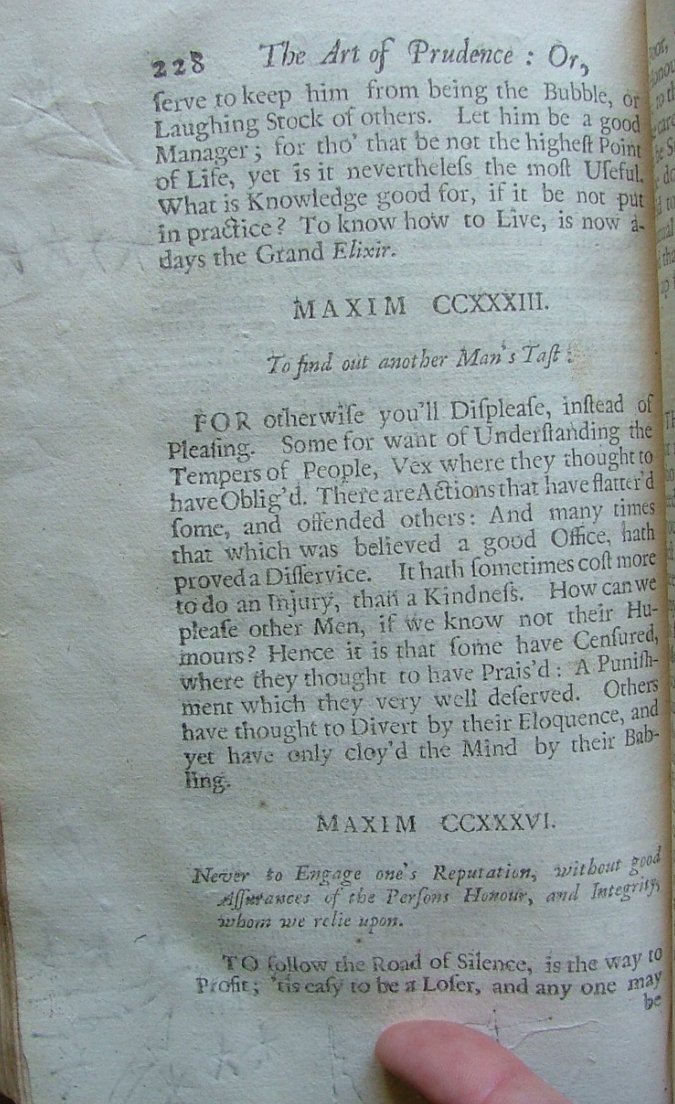 228 The Art of Prudence : Or,
ſerve to keep him from being the Bubble, or
Laughing Stock of others. Let him be a good
Manager; for tho' that be not the higheſt Point
of Life, yet is it nevertheleſs the moſt Uſeful.
What is Knowledge good for, if it be not put
in practice? To know how to Live, is now a-
days the Grand Elixir.
MAXIM CCXXXIII.
To find out another Man's Taſt :
FOR otherwiſe you'll Diſpleaſe, inſtead of
Pleaſing. Some for want of Underſtanding the
Tempers of People, Vex where they thought to
have Oblig'd. There are Actions that have flatter'd
ſome, and offended others: And many times
that which was believed a good Office, hath
proved a Diſſervice. It hath ſometimes coſt more
to do an Injury, than a Kindneſs. How can we
pleaſe other Men, if we know not their Hu-
mours? Hence it is that ſome have Cenſured,
where they thought to have Prais'd: A Puniſh-
ment which they very well deſerved. Others
have thought to Divert by their Eloquence, and
yet have only cloy'd the Mind by their Bab-
ling.
MAXIM CCXXXVI.
Never to Engage one's Reputation, without good
Aſſurances of the Perſons Honour, and Integrity,
whom we relie upon.
TO follow the Road of Silence, is the way to
Profit; 'tis eaſy to be a Loſer, and any one may
be